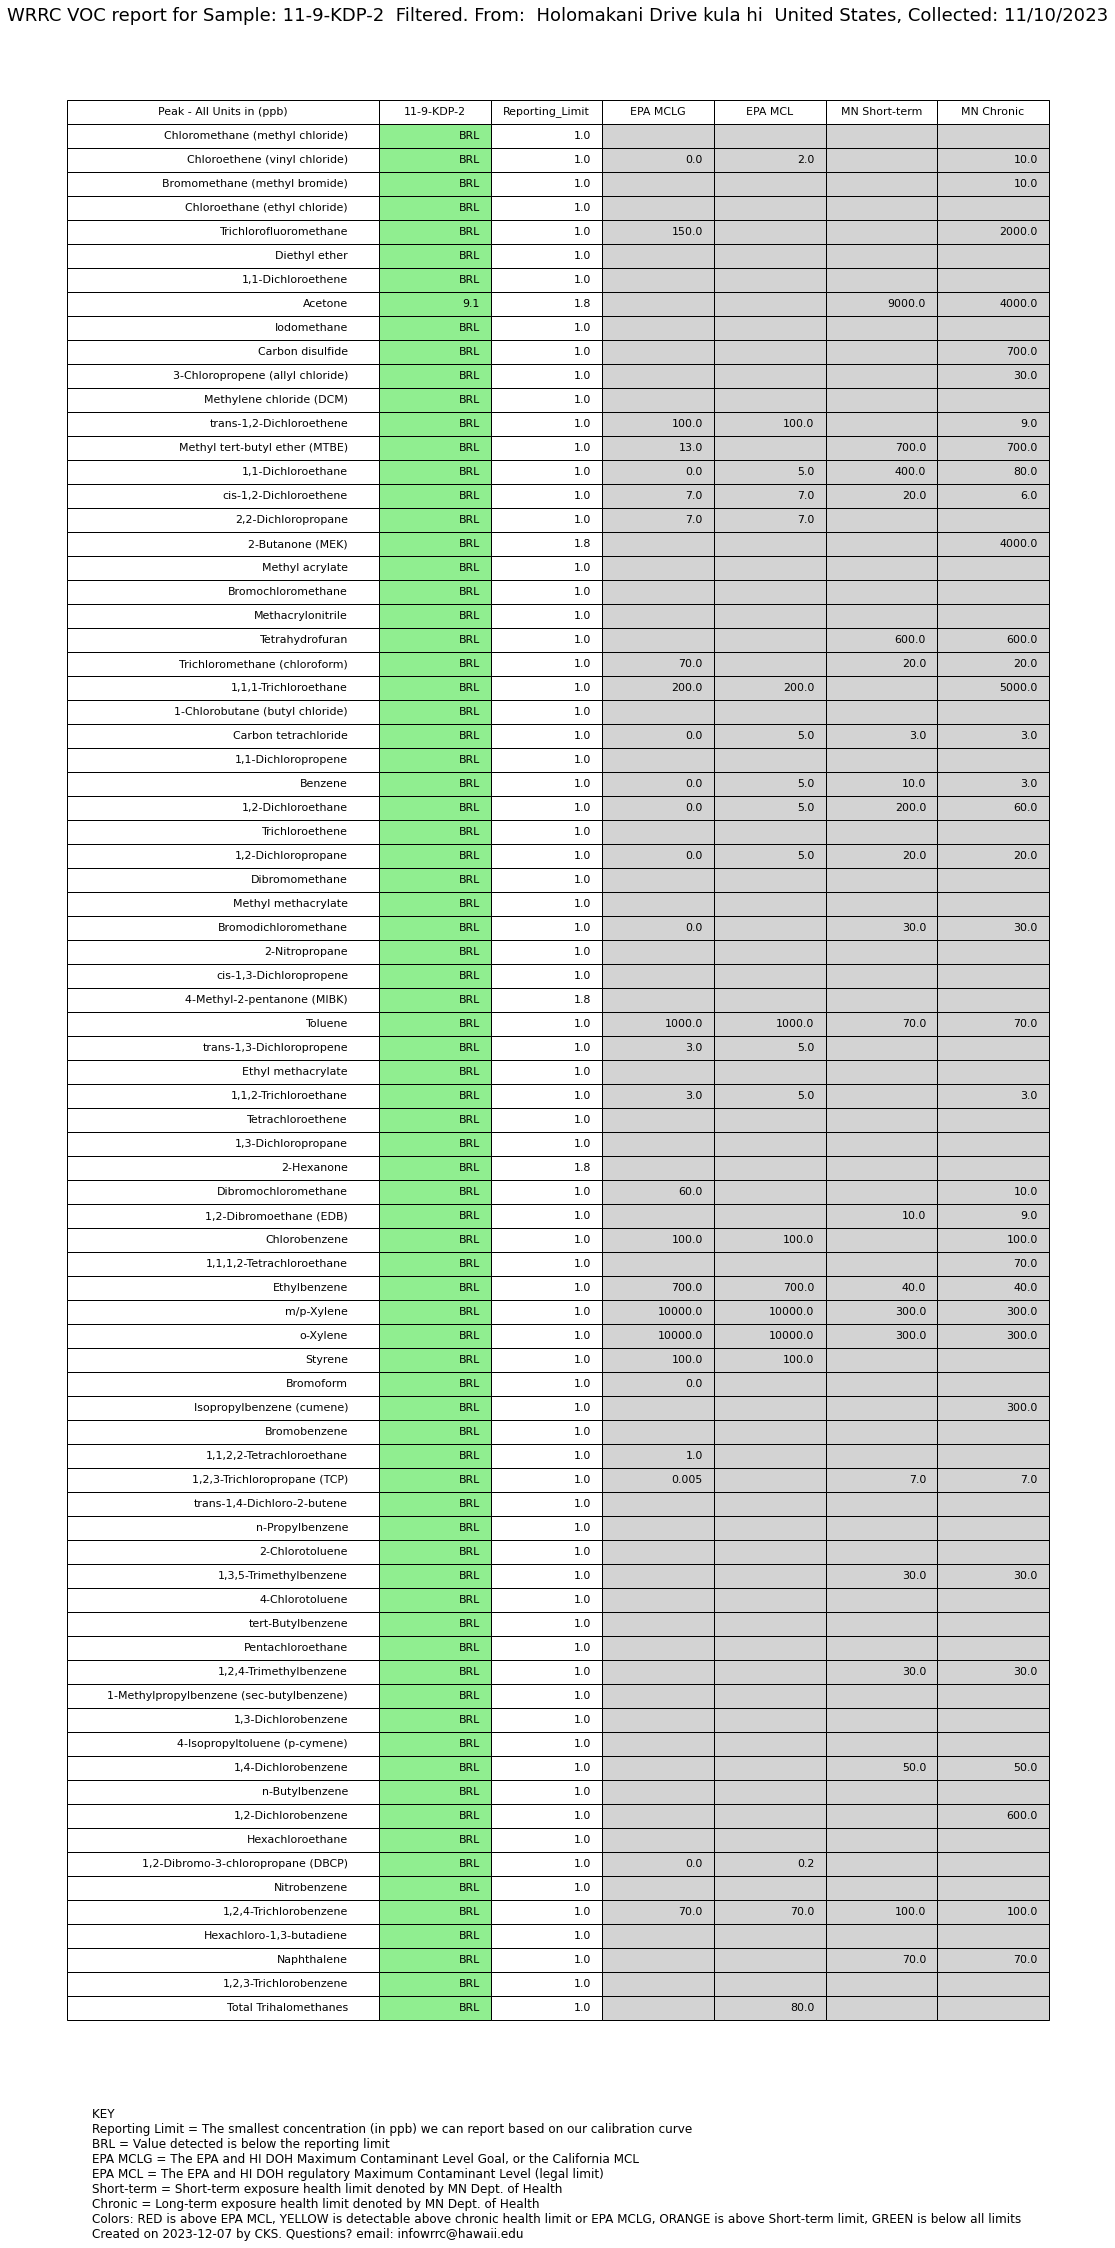 WRRC VOC report for Sample: 11-9-KDP-2  Filtered. From:  Holomakani Drive kula hi  United States, Collected: 11/10/2023
Peak - All Units in (ppb) 11-9-KDP-2 Reporting_Limit EPA MCLG EPA MCL MN Short-term MN Chronic
Chloromethane (methyl chloride) BRL 1.0
Chloroethene (vinyl chloride) BRL 1.0 0.0 2.0 10.0
Bromomethane (methyl bromide) BRL 1.0 10.0
Chloroethane (ethyl chloride) BRL 1.0
Trichlorofluoromethane BRL 1.0 150.0 2000.0
Diethyl ether BRL 1.0
1,1-Dichloroethene BRL 1.0
Acetone 9.1 1.8 9000.0 4000.0
Iodomethane BRL 1.0
Carbon disulfide BRL 1.0 700.0
3-Chloropropene (allyl chloride) BRL 1.0 30.0
Methylene chloride (DCM) BRL 1.0
trans-1,2-Dichloroethene BRL 1.0 100.0 100.0 9.0
Methyl tert-butyl ether (MTBE) BRL 1.0 13.0 700.0 700.0
1,1-Dichloroethane BRL 1.0 0.0 5.0 400.0 80.0
cis-1,2-Dichloroethene BRL 1.0 7.0 7.0 20.0 6.0
2,2-Dichloropropane BRL 1.0 7.0 7.0
2-Butanone (MEK) BRL 1.8 4000.0
Methyl acrylate BRL 1.0
Bromochloromethane BRL 1.0
Methacrylonitrile BRL 1.0
Tetrahydrofuran BRL 1.0 600.0 600.0
Trichloromethane (chloroform) BRL 1.0 70.0 20.0 20.0
1,1,1-Trichloroethane BRL 1.0 200.0 200.0 5000.0
1-Chlorobutane (butyl chloride) BRL 1.0
Carbon tetrachloride BRL 1.0 0.0 5.0 3.0 3.0
1,1-Dichloropropene BRL 1.0
Benzene BRL 1.0 0.0 5.0 10.0 3.0
1,2-Dichloroethane BRL 1.0 0.0 5.0 200.0 60.0
Trichloroethene BRL 1.0
1,2-Dichloropropane BRL 1.0 0.0 5.0 20.0 20.0
Dibromomethane BRL 1.0
Methyl methacrylate BRL 1.0
Bromodichloromethane BRL 1.0 0.0 30.0 30.0
2-Nitropropane BRL 1.0
cis-1,3-Dichloropropene BRL 1.0
4-Methyl-2-pentanone (MIBK) BRL 1.8
Toluene BRL 1.0 1000.0 1000.0 70.0 70.0
trans-1,3-Dichloropropene BRL 1.0 3.0 5.0
Ethyl methacrylate BRL 1.0
1,1,2-Trichloroethane BRL 1.0 3.0 5.0 3.0
Tetrachloroethene BRL 1.0
1,3-Dichloropropane BRL 1.0
2-Hexanone BRL 1.8
Dibromochloromethane BRL 1.0 60.0 10.0
1,2-Dibromoethane (EDB) BRL 1.0 10.0 9.0
Chlorobenzene BRL 1.0 100.0 100.0 100.0
1,1,1,2-Tetrachloroethane BRL 1.0 70.0
Ethylbenzene BRL 1.0 700.0 700.0 40.0 40.0
m/p-Xylene BRL 1.0 10000.0 10000.0 300.0 300.0
o-Xylene BRL 1.0 10000.0 10000.0 300.0 300.0
Styrene BRL 1.0 100.0 100.0
Bromoform BRL 1.0 0.0
Isopropylbenzene (cumene) BRL 1.0 300.0
Bromobenzene BRL 1.0
1,1,2,2-Tetrachloroethane BRL 1.0 1.0
1,2,3-Trichloropropane (TCP) BRL 1.0 0.005 7.0 7.0
trans-1,4-Dichloro-2-butene BRL 1.0
n-Propylbenzene BRL 1.0
2-Chlorotoluene BRL 1.0
1,3,5-Trimethylbenzene BRL 1.0 30.0 30.0
4-Chlorotoluene BRL 1.0
tert-Butylbenzene BRL 1.0
Pentachloroethane BRL 1.0
1,2,4-Trimethylbenzene BRL 1.0 30.0 30.0
1-Methylpropylbenzene (sec-butylbenzene) BRL 1.0
1,3-Dichlorobenzene BRL 1.0
4-Isopropyltoluene (p-cymene) BRL 1.0
1,4-Dichlorobenzene BRL 1.0 50.0 50.0
n-Butylbenzene BRL 1.0
1,2-Dichlorobenzene BRL 1.0 600.0
Hexachloroethane BRL 1.0
1,2-Dibromo-3-chloropropane (DBCP) BRL 1.0 0.0 0.2
Nitrobenzene BRL 1.0
1,2,4-Trichlorobenzene BRL 1.0 70.0 70.0 100.0 100.0
Hexachloro-1,3-butadiene BRL 1.0
Naphthalene BRL 1.0 70.0 70.0
1,2,3-Trichlorobenzene BRL 1.0
Total Trihalomethanes BRL 1.0 80.0
KEY
Reporting Limit = The smallest concentration (in ppb) we can report based on our calibration curve
BRL = Value detected is below the reporting limit
EPA MCLG = The EPA and HI DOH Maximum Contaminant Level Goal, or the California MCL
EPA MCL = The EPA and HI DOH regulatory Maximum Contaminant Level (legal limit)
Short-term = Short-term exposure health limit denoted by MN Dept. of Health
Chronic = Long-term exposure health limit denoted by MN Dept. of Health
Colors: RED is above EPA MCL, YELLOW is detectable above chronic health limit or EPA MCLG, ORANGE is above Short-term limit, GREEN is below all limits
Created on 2023-12-07 by CKS. Questions? email: infowrrc@hawaii.edu